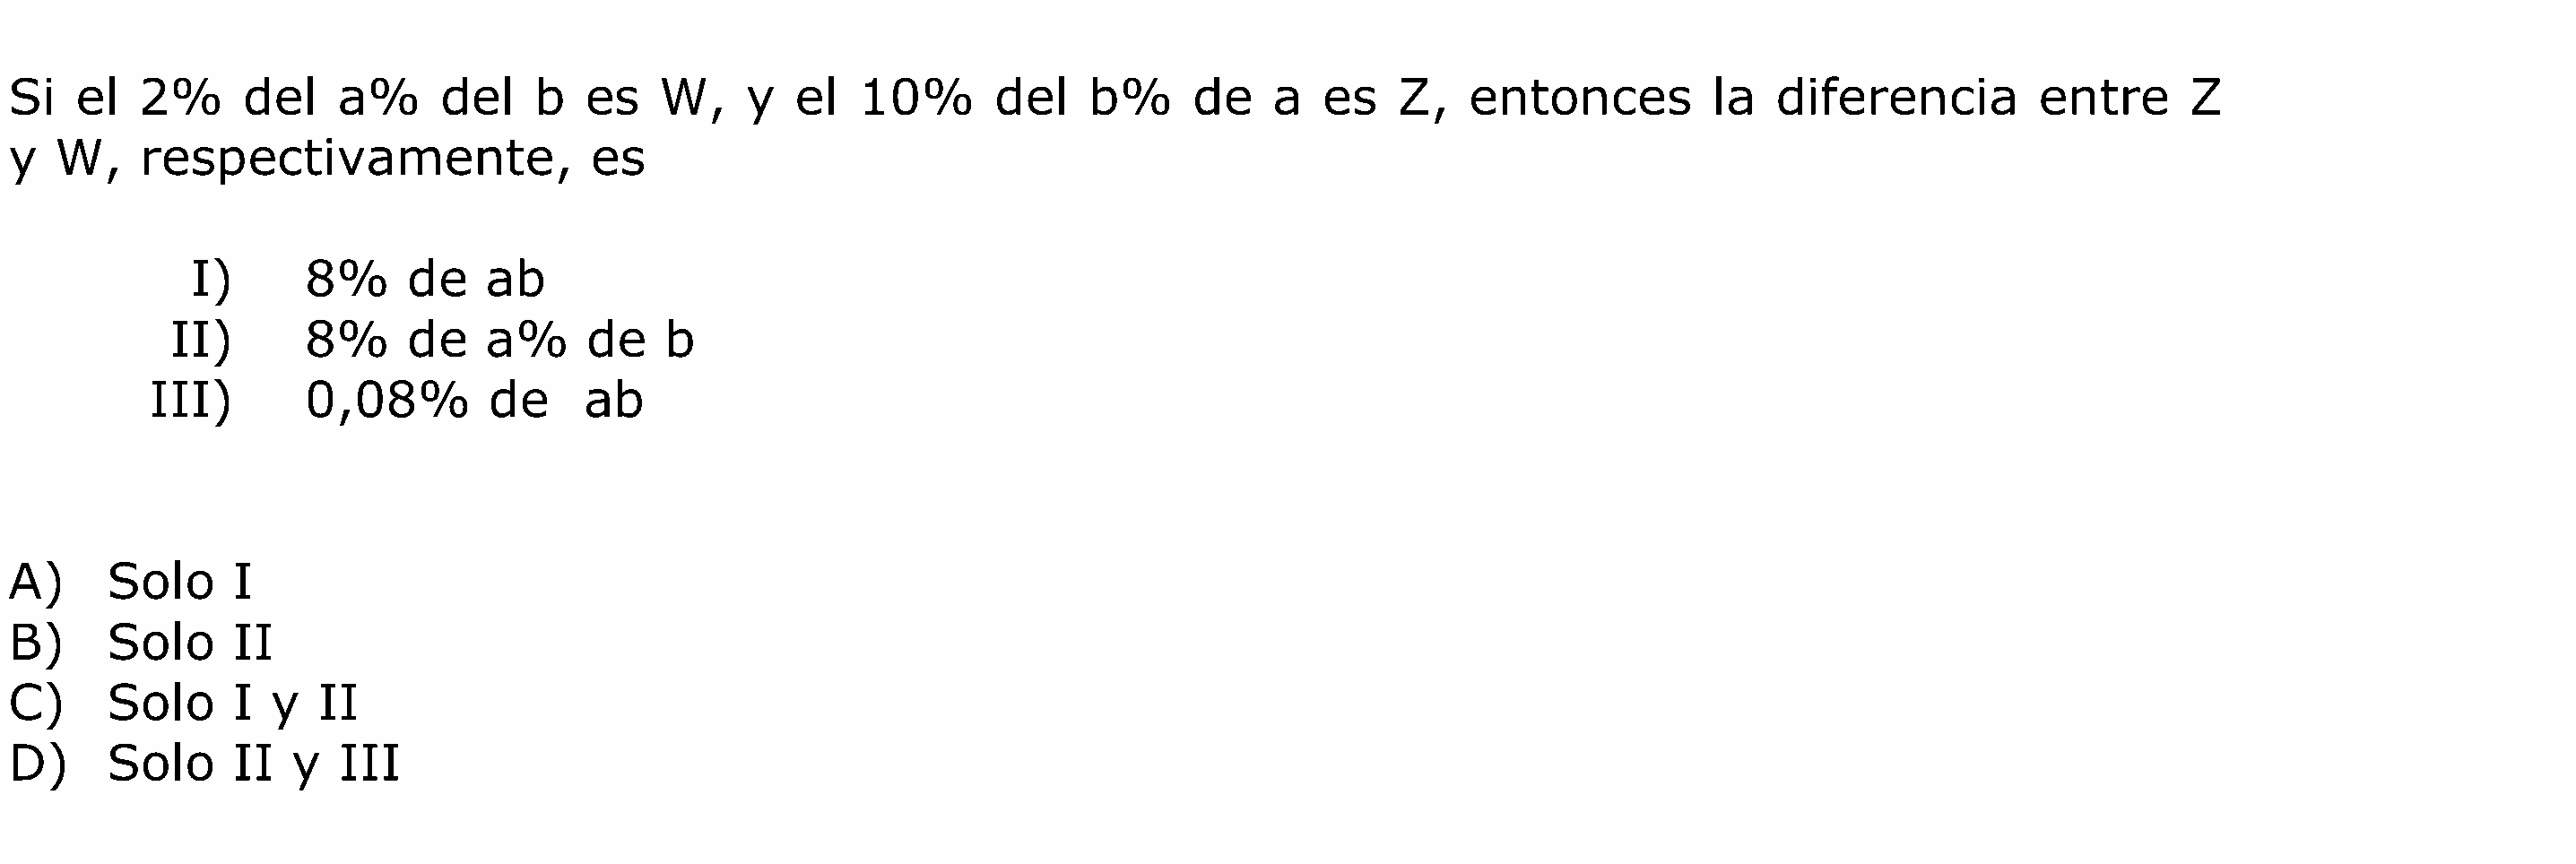 Si el 2% del a% del b es W, y el 10% del b% de a es Z, entonces la diferencia entre Z
y W, respectivamente, es
I) 8% de ab
II) 8% de a% de b
III) 0,08% de ab
A) Solo I
B) Solo II
C) Solo I y II
D) Solo II y III